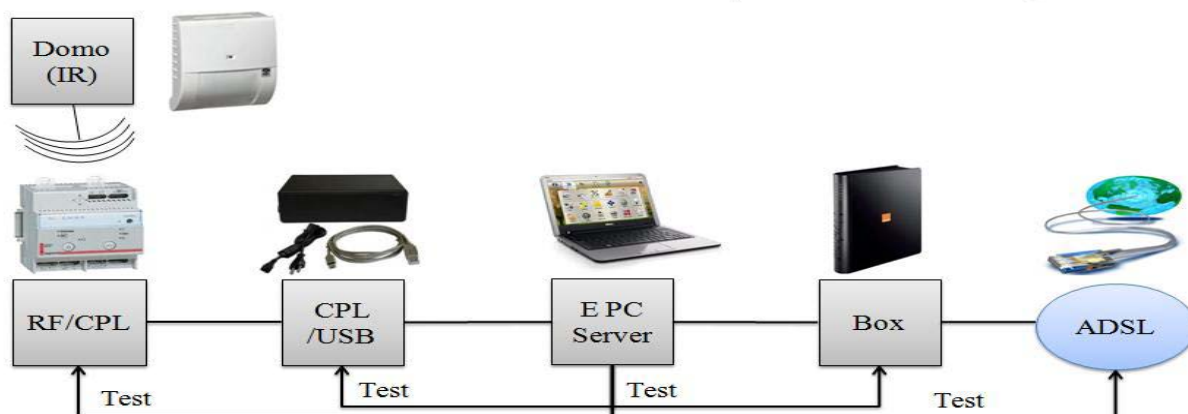 Domo
(IR)
RF/CPL
CPL
/USB
E PC
Server
Box
ADSL
Test
Test
Test
Test